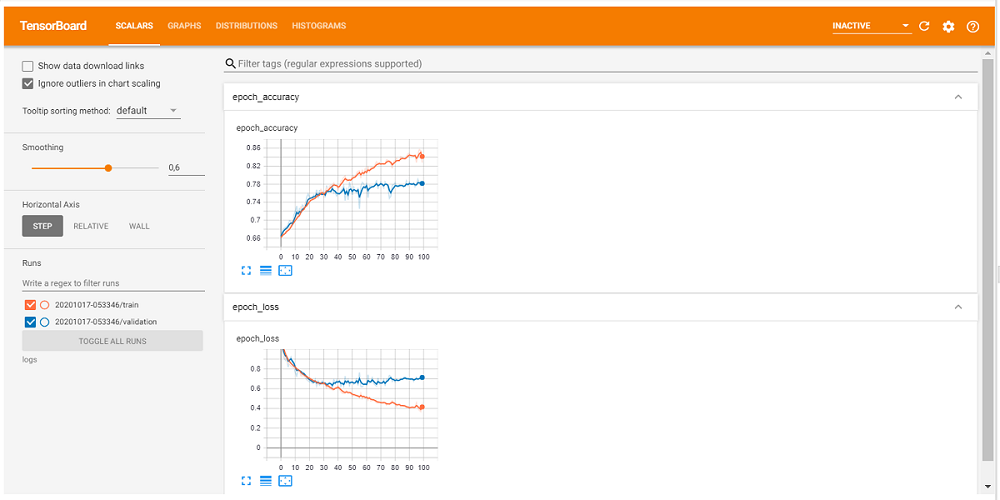 TensorBoard SCALARS GRAPHS DISTRIBUTIONS HISTOGRAMS INACTIVE
Show data download links
Ignore outliers in chart scaling
Tooltip sorting method: default
Smoothing
0,6
Horizontal Axis
STEP RELATIVE WALL
Runs
Write a regex to filter runs
20201017-053346/train
20201017-053346/validation
TOGGLE ALL RUNS
logs
Filter tags (regular expressions supported)
epoch_accuracy
epoch_accuracy
0.86
0.82
0.78
0.74
0.7
0.66
0 10 20 30 40 50 60 70 80 90 100
epoch_loss
epoch_loss
0.8
0.6
0.4
0.2
0
0 10 20 30 40 50 60 70 80 90 100